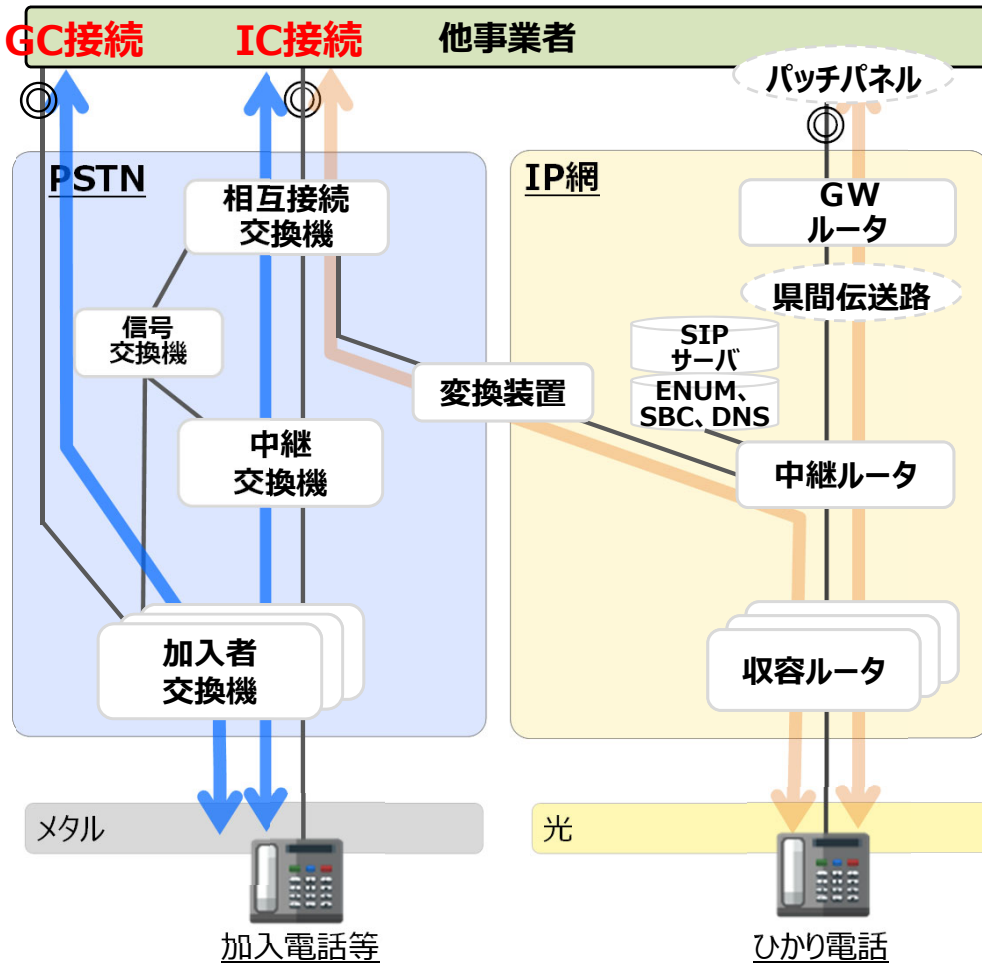 GC接続
IC接続
他事業者
パッチパネル
PSTN
IP網
相互接続
交換機
GW
ルータ
県間伝送路
信号
交換機
SIP
サーバ
変換装置
ENUM、
SBC、DNS
中継
交換機
中継ルータ
加入者
交換機
収容ルータ
メタル
光
加入電話等
ひかり電話